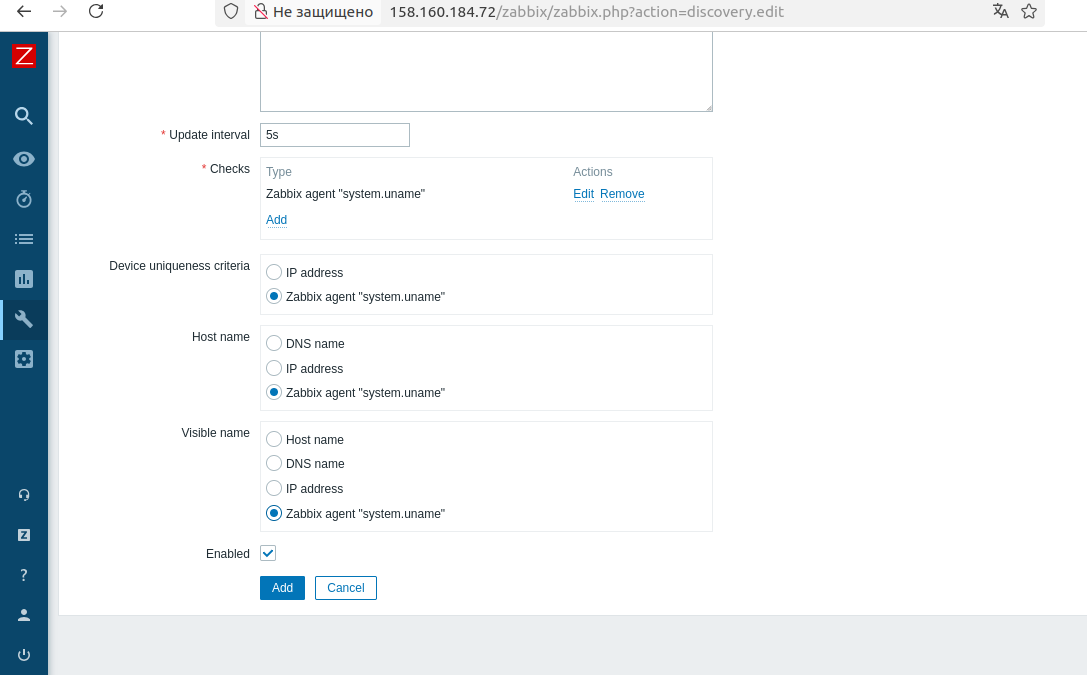 Не защищено 158.160.184.72/zabbix/zabbix.php?action=discovery.edit
Z
* Update interval 5s
* Checks Type Actions
Zabbix agent "system.uname" Edit Remove
Add
Device uniqueness criteria IP address
Zabbix agent "system.uname"
Host name DNS name
IP address
Zabbix agent "system.uname"
Visible name Host name
DNS name
IP address
Zabbix agent "system.uname"
Z
Enabled
?
Add Cancel